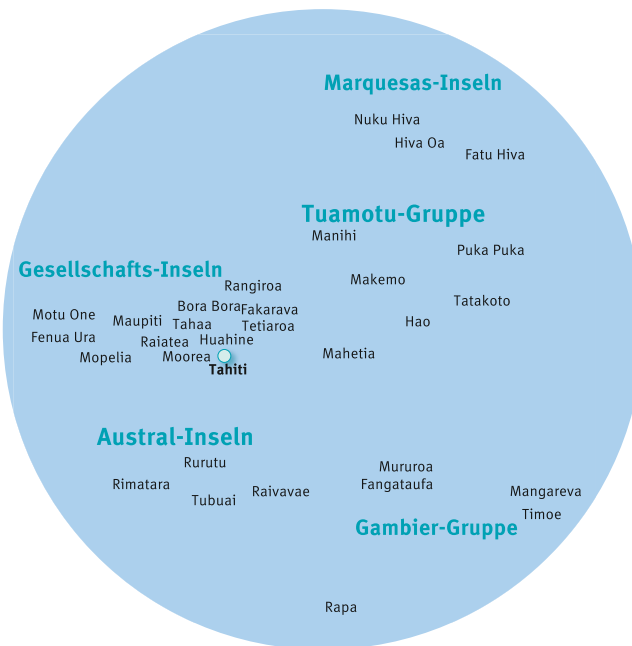 Marquesas-Inseln
Nuku Hiva
Hiva Oa
Fatu Hiva
Tuamotu-Gruppe
Manihi
Puka Puka
Gesellschafts-Inseln
Makemo
Rangiroa
Tatakoto
Bora Bora
Fakarava
Motu One
Maupiti
Tahaa
Tetiaroa
Hao
Fenua Ura
Raiatea
Huahine
Mopelia
Moorea
Mahetia
Tahiti
Austral-Inseln
Rurutu
Mururoa
Rimatara
Fangataufa
Raivavae
Mangareva
Tubuai
Timoe
Gambier-Gruppe
Rapa